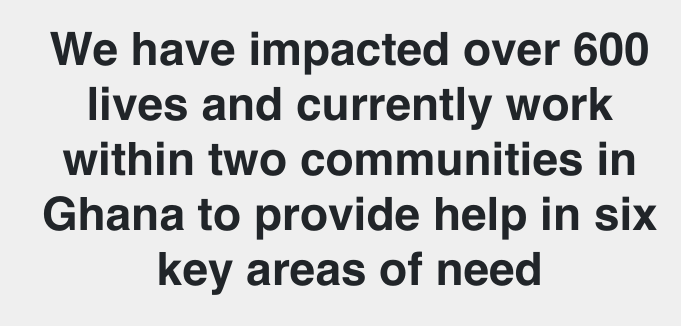 We have impacted over 600
lives and currently work
within two communities in
Ghana to provide help in six
key areas of need